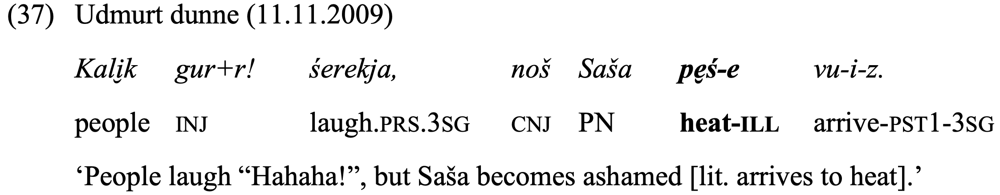 (37) Udmurt dunne (11.11.2009)
Kali̮k gur+r! śerekja, noš Saša pe̮ś-e vu-i-z.
people INJ laugh.PRS.3SG CNJ PN heat-ILL arrive-PST1-3SG
‘People laugh “Hahaha!”, but Saša becomes ashamed [lit. arrives to heat].’